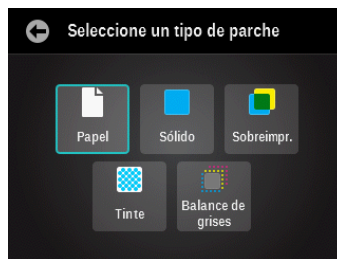 Seleccione un tipo de parche
Papel
Sólido
Sobreimpr.
Tinte
Balance de
grises